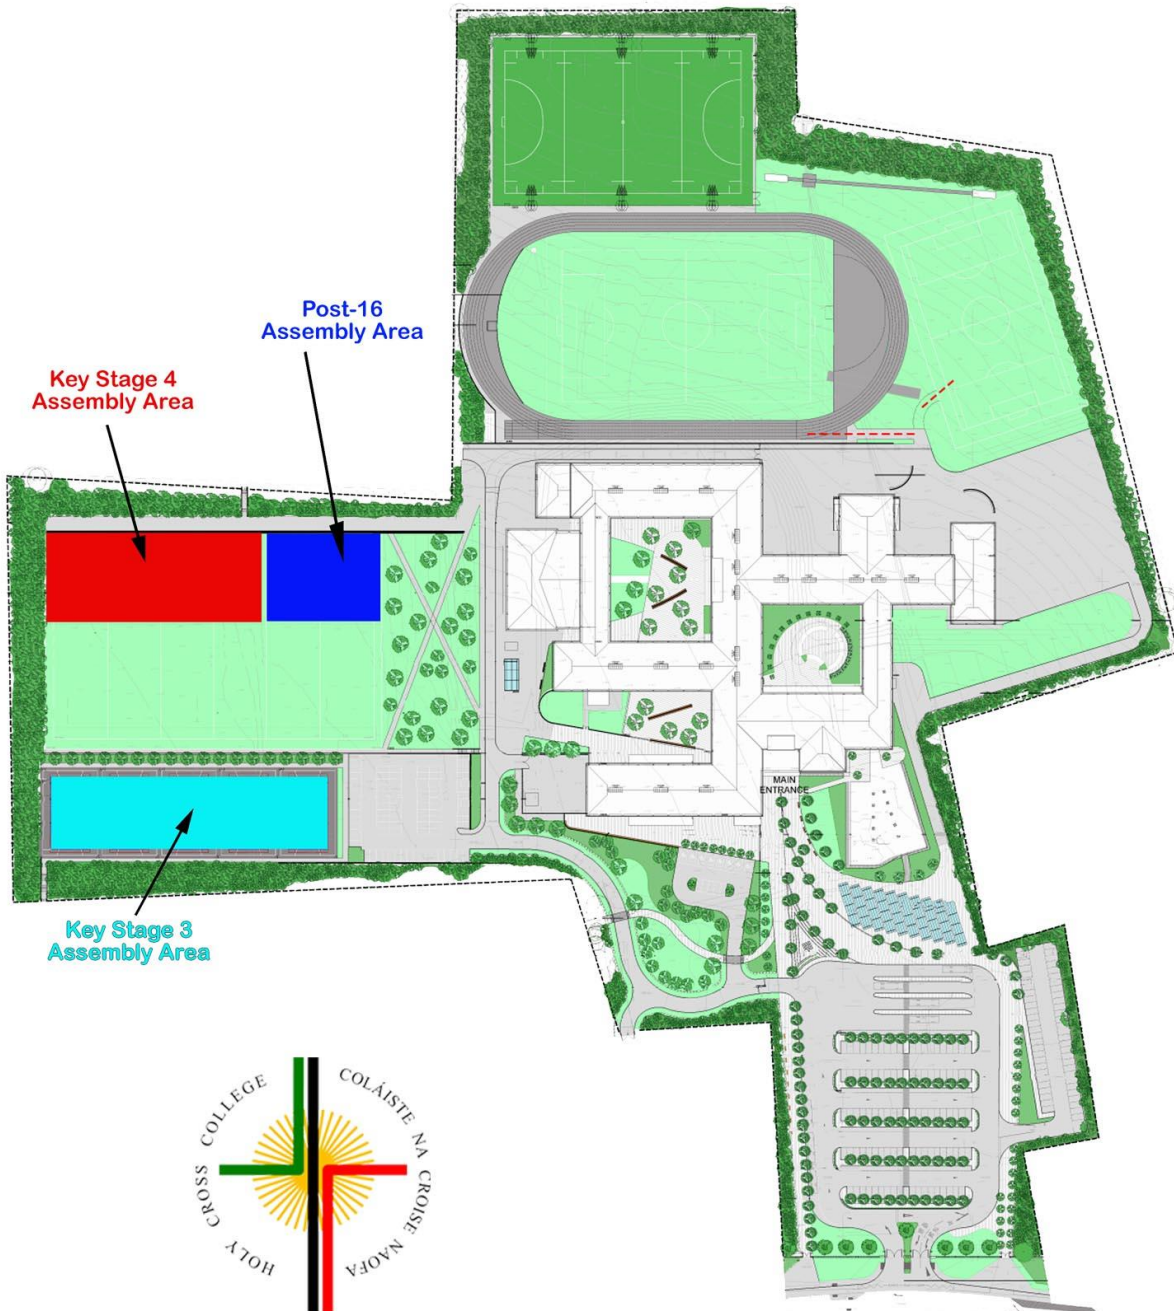 Post-16
Assembly Area
Key Stage 4
Assembly Area
MAIN
ENTRANCE
Key Stage 3
Assembly Area
HOLY CROSS COLLEGE
COLÁISTE NA CROISE NAOFA